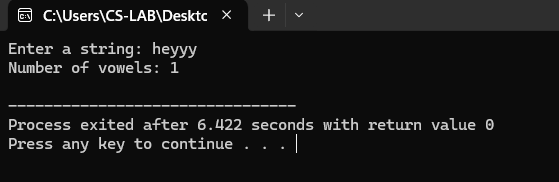 C:\Users\CS-LAB\Desktc
Enter a string: heyyy
Number of vowels: 1
--------------------------------
Process exited after 6.422 seconds with return value 0
Press any key to continue . . .